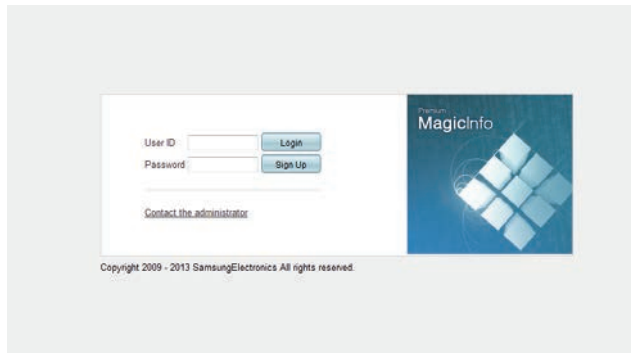 Premium
MagicInfo
User ID
Login
Password
Sign Up
Contact the administrator
Copyright 2009 - 2013 SamsungElectronics All rights reserved.